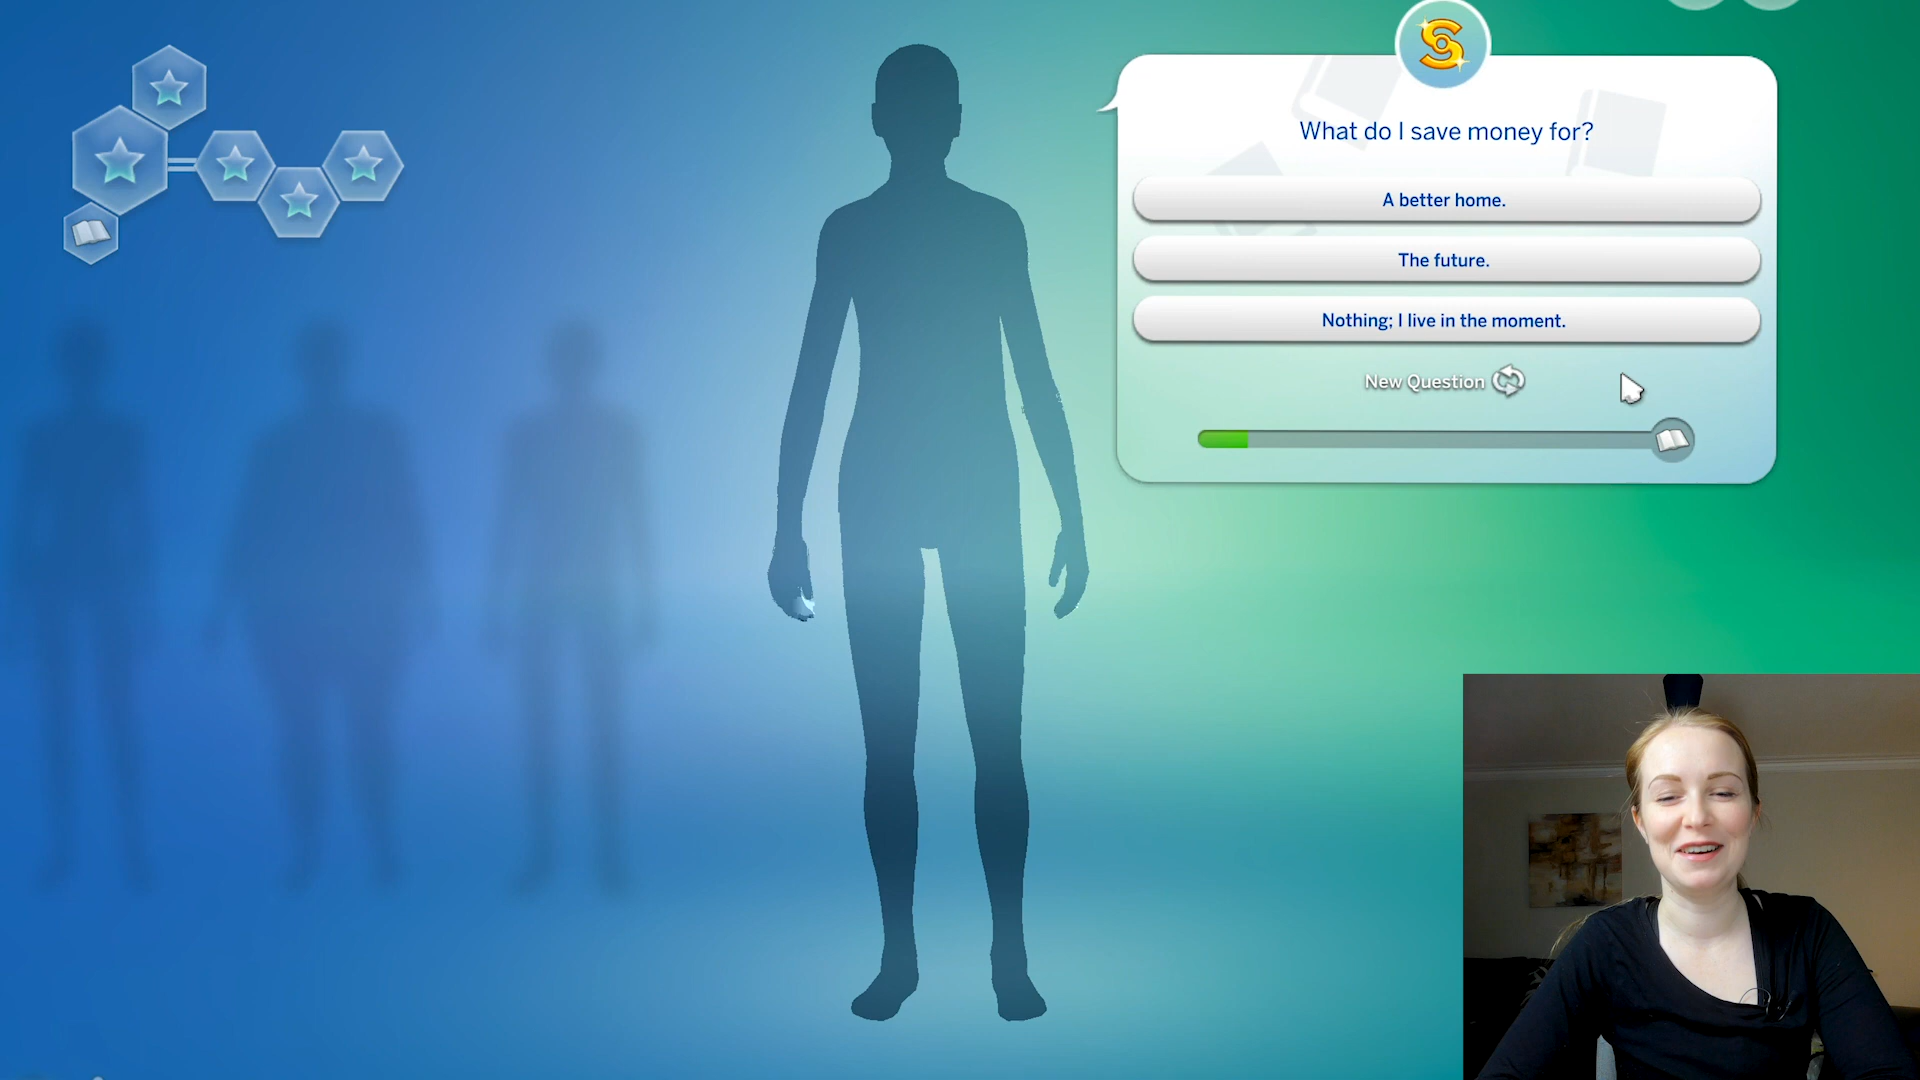 What do I save money for?
A better home.
The future.
Nothing; I live in the moment.
New Question